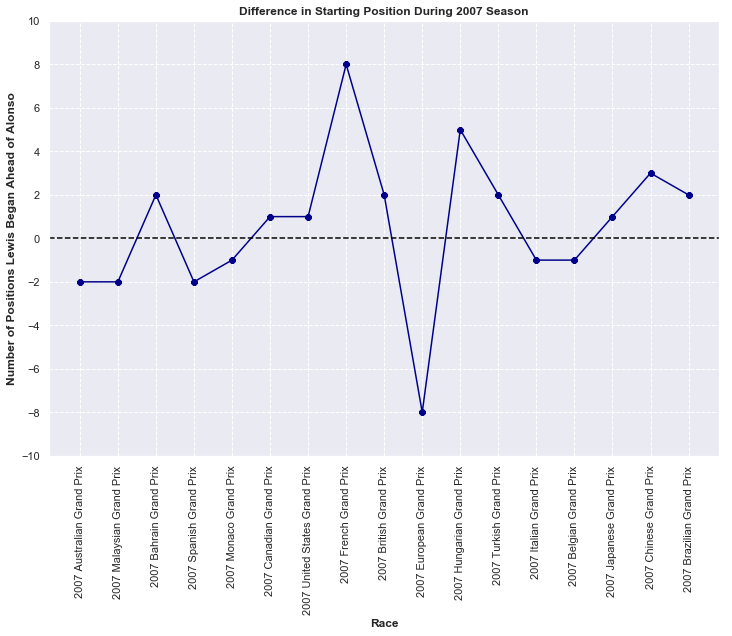 Difference in Starting Position During 2007 Season
Number of Positions Lewis Began Ahead of Alonso
10
8
6
4
2
0
−2
−4
−6
−8
−10
2007 Australian Grand Prix
2007 Malaysian Grand Prix
2007 Bahrain Grand Prix
2007 Spanish Grand Prix
2007 Monaco Grand Prix
2007 Canadian Grand Prix
2007 United States Grand Prix
2007 French Grand Prix
2007 British Grand Prix
2007 European Grand Prix
2007 Hungarian Grand Prix
2007 Turkish Grand Prix
2007 Italian Grand Prix
2007 Belgian Grand Prix
2007 Japanese Grand Prix
2007 Chinese Grand Prix
2007 Brazilian Grand Prix
Race